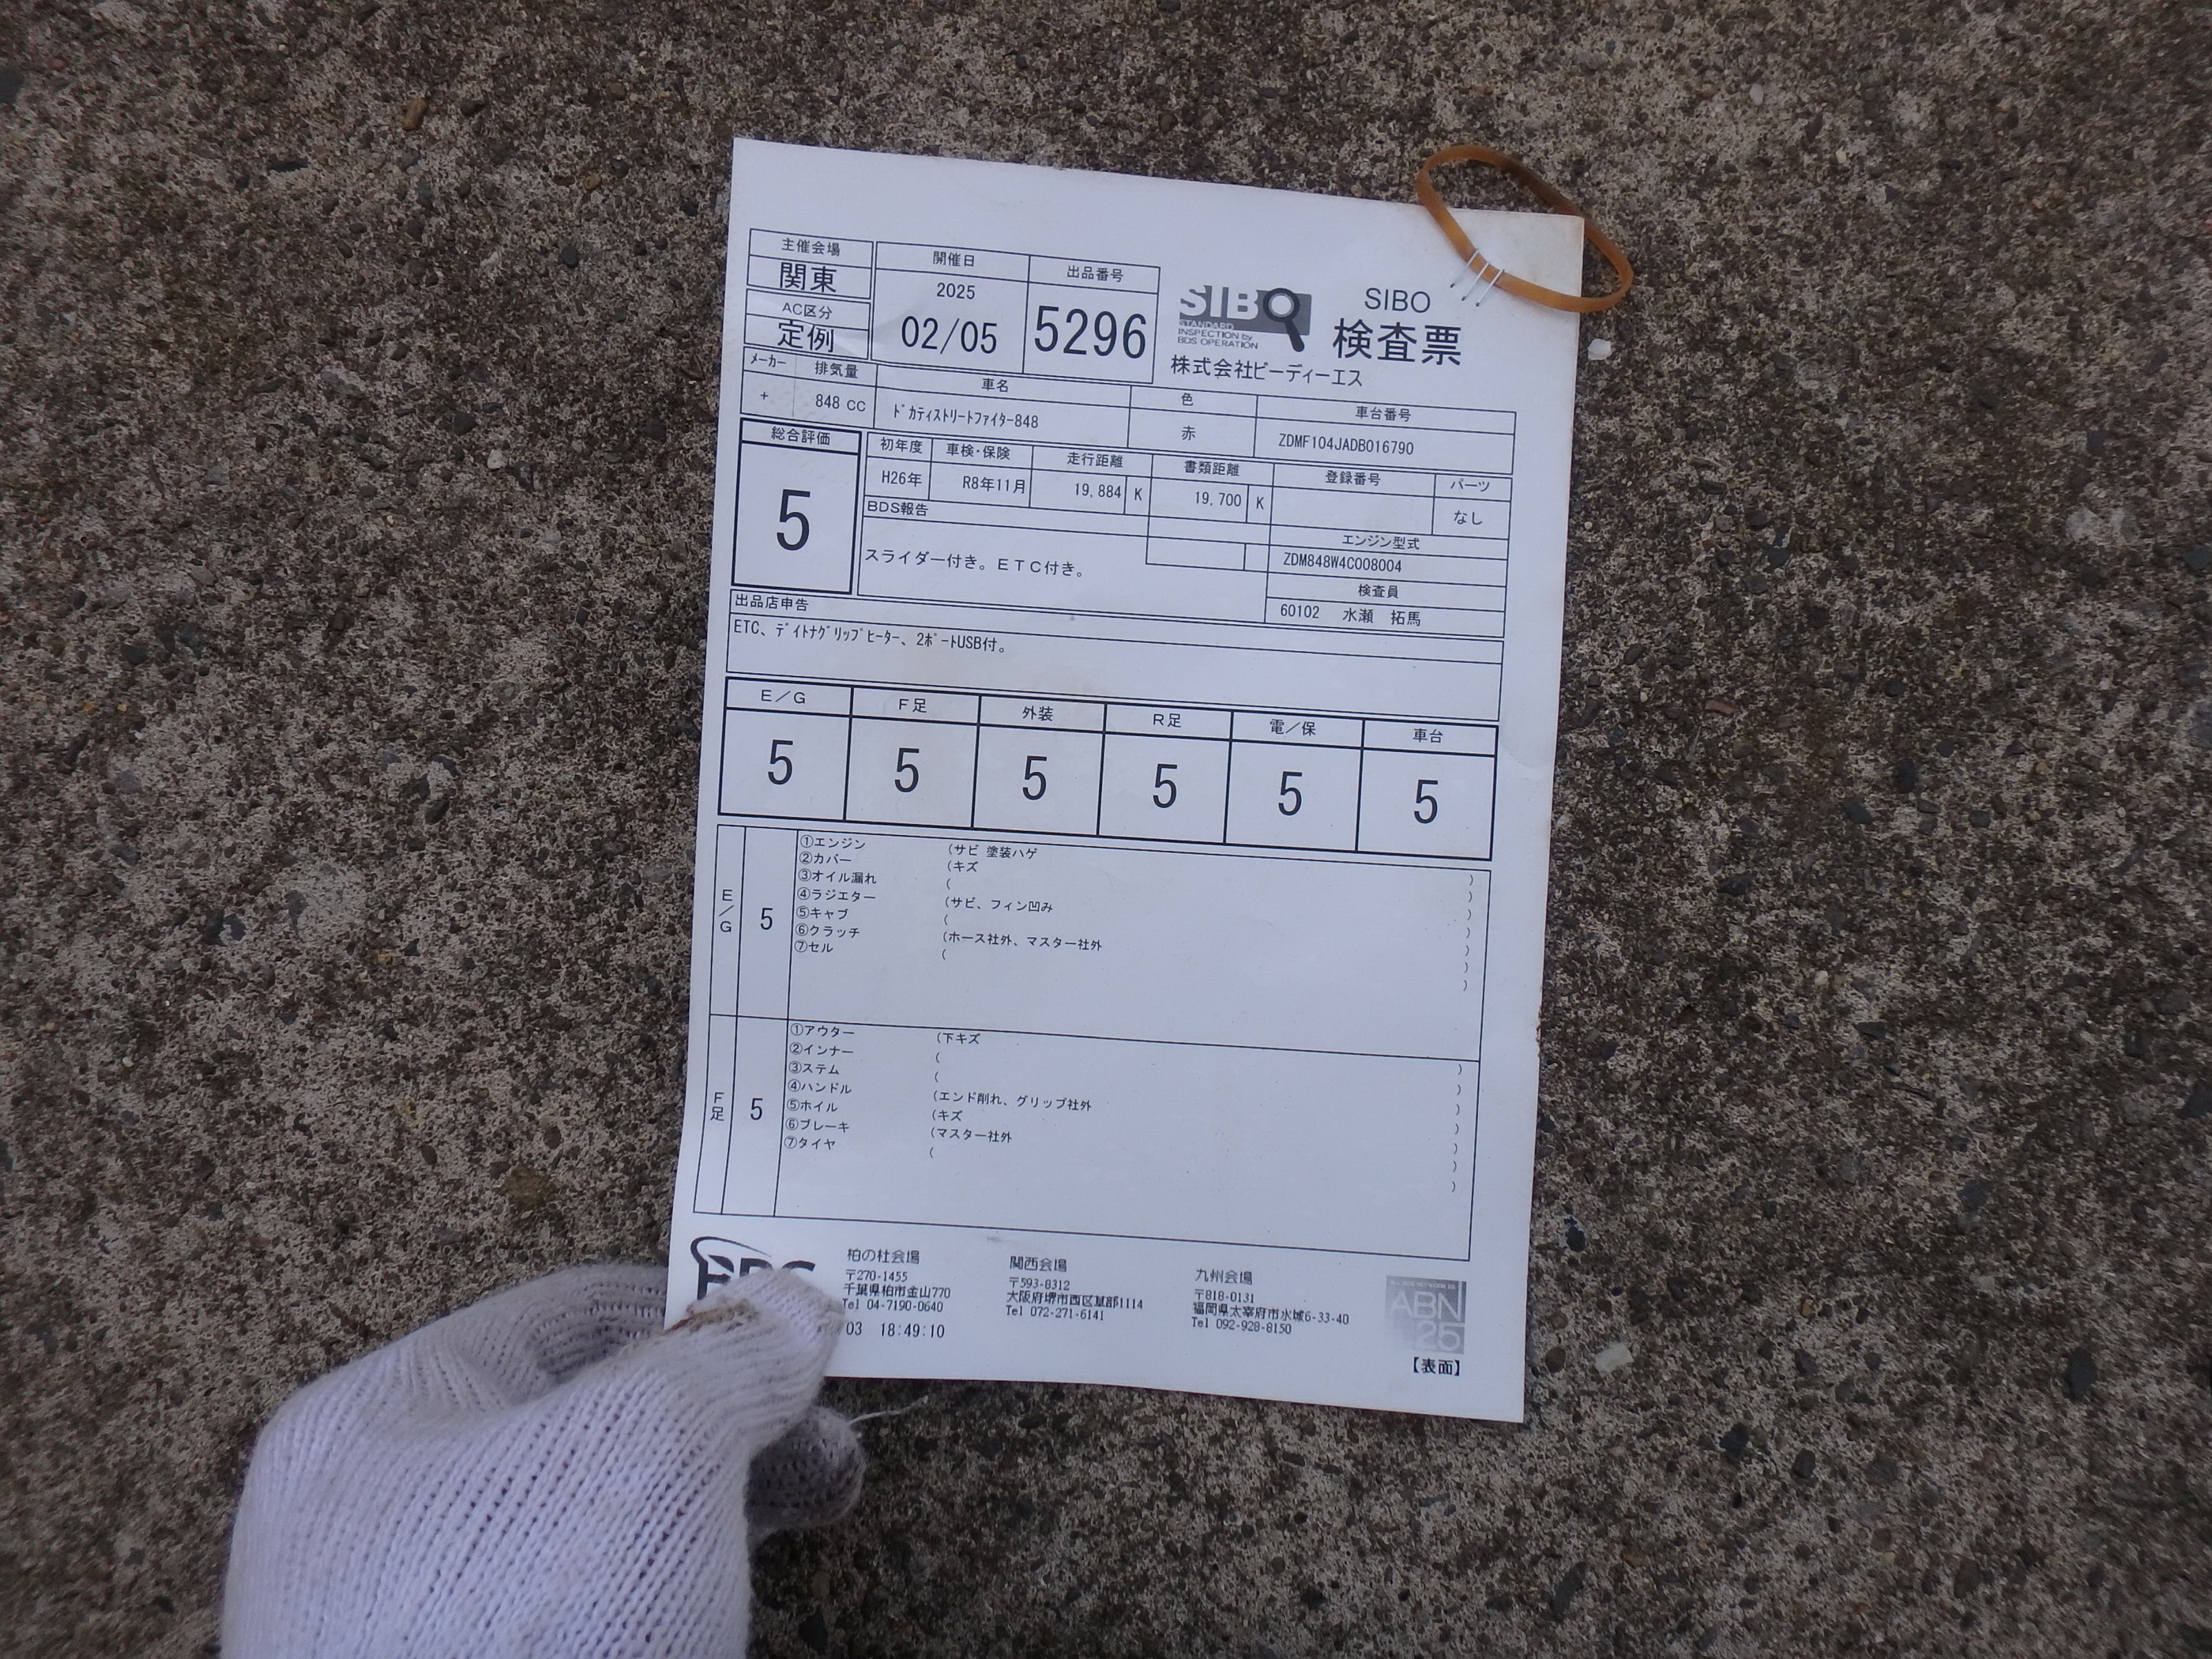 主催会場
関東
AC区分
定例
開催日
2025
02/05
出品番号
5296
SIBO
STANDARD
INSPECTION by
BDS OPERATION
SIBO
検査票
株式会社ビーディーエス
メーカー 排気量 車名 色 車台番号
+ 848 CC ドカティストリートファイター848 赤 ZDMF104JADB016790
総合評価
5
初年度 車検・保険 走行距離 書類距離 登録番号 パーツ
H26年 R8年11月 19,884 K 19,700 K なし
BDS報告
スライダー付き。ETC付き。
エンジン型式
ZDM848W4C008004
検査員
60102 水瀬 拓馬
出品店申告
ETC、デイトナグリップヒーター、2ポートUSB付。
E/G F足 外装 R足 電/保 車台
5 5 5 5 5 5
E/G 5
①エンジン (サビ 塗装ハゲ )
②カバー (キズ )
③オイル漏れ ( )
④ラジエター (サビ、フィン凹み )
⑤キャブ ( )
⑥クラッチ (ホース社外、マスター社外 )
⑦セル ( )
F足 5
①アウター (下キズ )
②インナー ( )
③ステム ( )
④ハンドル (エンド削れ、グリップ社外 )
⑤ホイル (キズ )
⑥ブレーキ (マスター社外 )
⑦タイヤ ( )
柏の杜会場
〒270-1455
千葉県柏市金山770
Tel 04-7190-0640
関西会場
〒593-8312
大阪府堺市西区草部1114
Tel 072-271-6141
九州会場
〒818-0131
福岡県太宰府市水城6-33-40
Tel 092-928-8150
03 18:49:10
ABN
25
【表面】